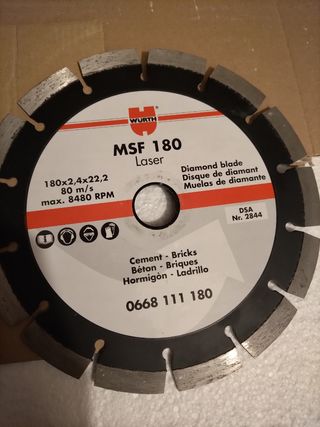 WÜRTH
MSF 180
Laser
180x2,4x22,2
80 m/s
max. 8480 RPM
Diamond blade
Disque de diamant
Muelas de diamante
DSA
Nr. 2844
Cement - Bricks
Béton - Briques
Hormigón - Ladrillo
0668 111 180